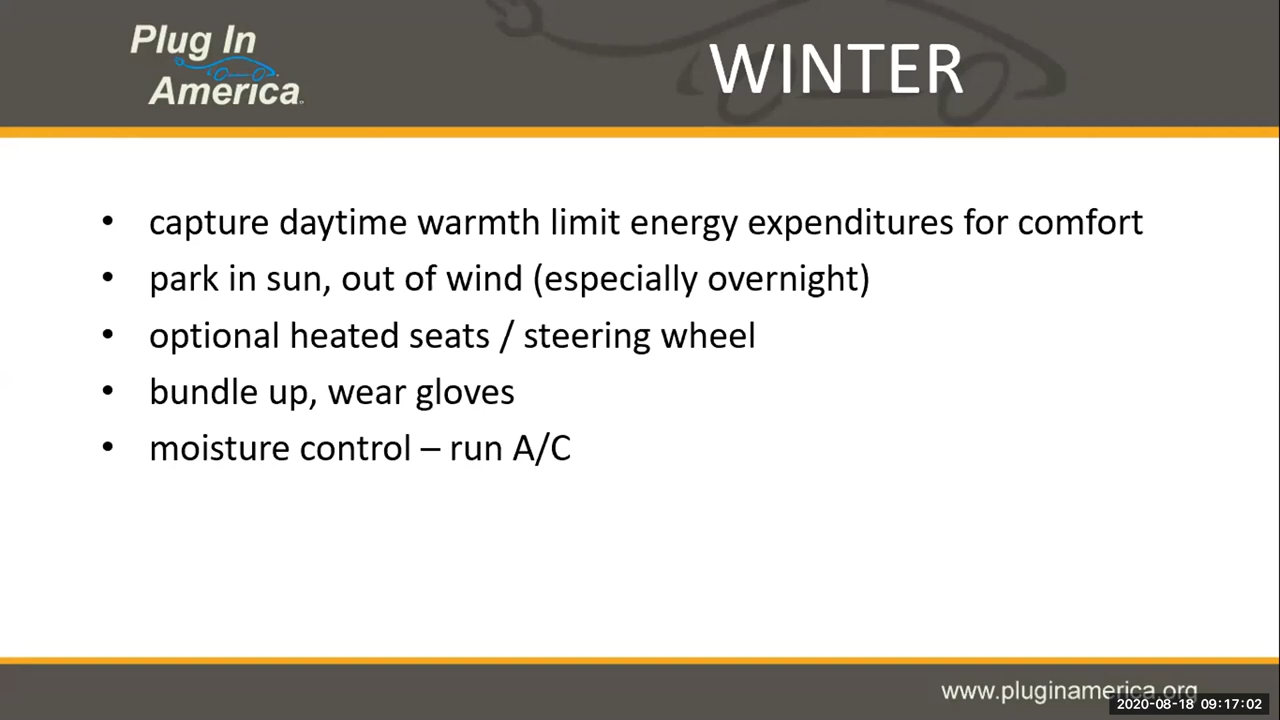 Plug In
America
WINTER
• capture daytime warmth limit energy expenditures for comfort
• park in sun, out of wind (especially overnight)
• optional heated seats / steering wheel
• bundle up, wear gloves
• moisture control – run A/C
www.pluginamerica.org
2020-08-18 09:17:02